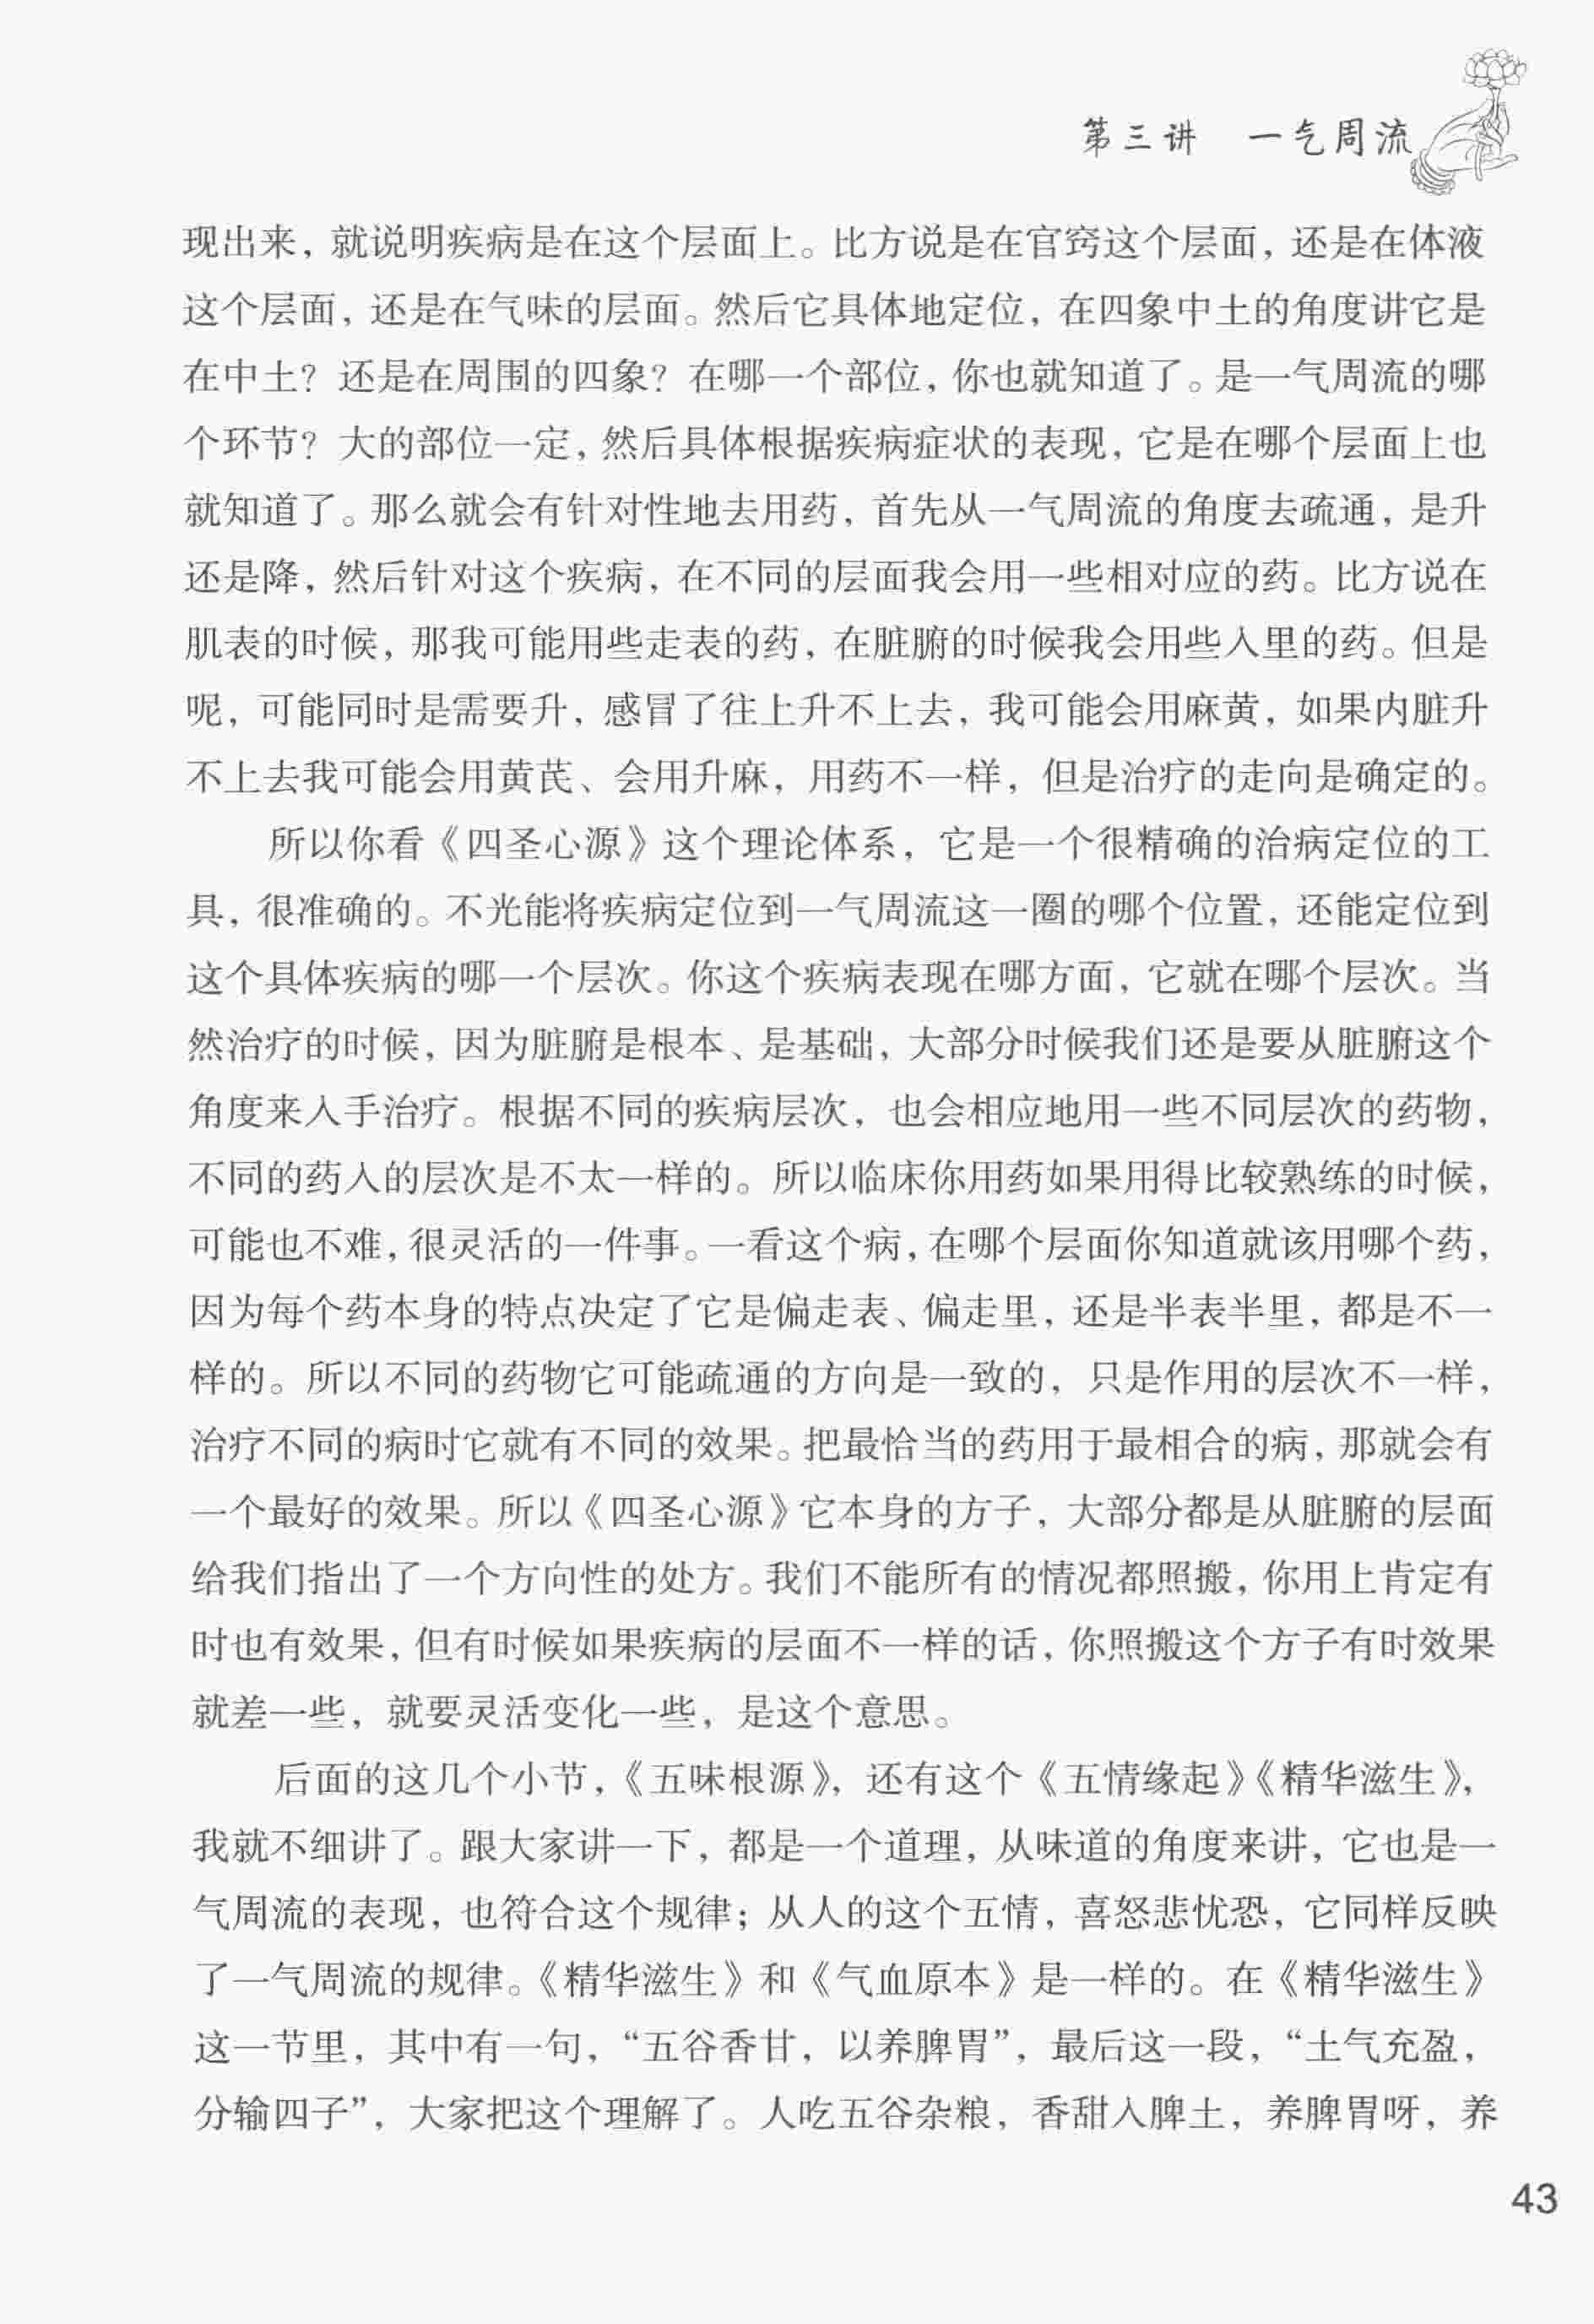 第三讲　一气周流
现出来，就说明疾病是在这个层面上。比方说是在官窍这个层面，还是在体液
这个层面，还是在气味的层面。然后它具体地定位，在四象中土的角度讲它是
在中土？还是在周围的四象？在哪一个部位，你也就知道了。是一气周流的哪
个环节？大的部位一定，然后具体根据疾病症状的表现，它是在哪个层面上也
就知道了。那么就会有针对性地去用药，首先从一气周流的角度去疏通，是升
还是降，然后针对这个疾病，在不同的层面我会用一些相对应的药。比方说在
肌表的时候，那我可能用些走表的药，在脏腑的时候我会用些入里的药。但是
呢，可能同时是需要升，感冒了往上升不上去，我可能会用麻黄，如果内脏升
不上去我可能会用黄芪、会用升麻，用药不一样，但是治疗的走向是确定的。
所以你看《四圣心源》这个理论体系，它是一个很精确的治病定位的工
具，很准确的。不光能将疾病定位到一气周流这一圈的哪个位置，还能定位到
这个具体疾病的哪一个层次。你这个疾病表现在哪方面，它就在哪个层次。当
然治疗的时候，因为脏腑是根本、是基础，大部分时候我们还是要从脏腑这个
角度来入手治疗。根据不同的疾病层次，也会相应地用一些不同层次的药物，
不同的药入的层次是不太一样的。所以临床你用药如果用得比较熟练的时候，
可能也不难，很灵活的一件事。一看这个病，在哪个层面你知道就该用哪个药，
因为每个药本身的特点决定了它是偏走表、偏走里，还是半表半里，都是不一
样的。所以不同的药物它可能疏通的方向是一致的，只是作用的层次不一样，
治疗不同的病时它就有不同的效果。把最恰当的药用于最相合的病，那就会有
一个最好的效果。所以《四圣心源》它本身的方子，大部分都是从脏腑的层面
给我们指出了一个方向性的处方。我们不能所有的情况都照搬，你用上肯定有
时也有效果，但有时候如果疾病的层面不一样的话，你照搬这个方子有时效果
就差一些，就要灵活变化一些，是这个意思。
后面的这几个小节，《五味根源》，还有这个《五情缘起》《精华滋生》，
我就不细讲了。跟大家讲一下，都是一个道理，从味道的角度来讲，它也是一
气周流的表现，也符合这个规律；从人的这个五情，喜怒悲忧恐，它同样反映
了一气周流的规律。《精华滋生》和《气血原本》是一样的。在《精华滋生》
这一节里，其中有一句，“五谷香甘，以养脾胃”，最后这一段，“土气充盈，
分输四子”，大家把这个理解了。人吃五谷杂粮，香甜入脾土，养脾胃呀，养
43